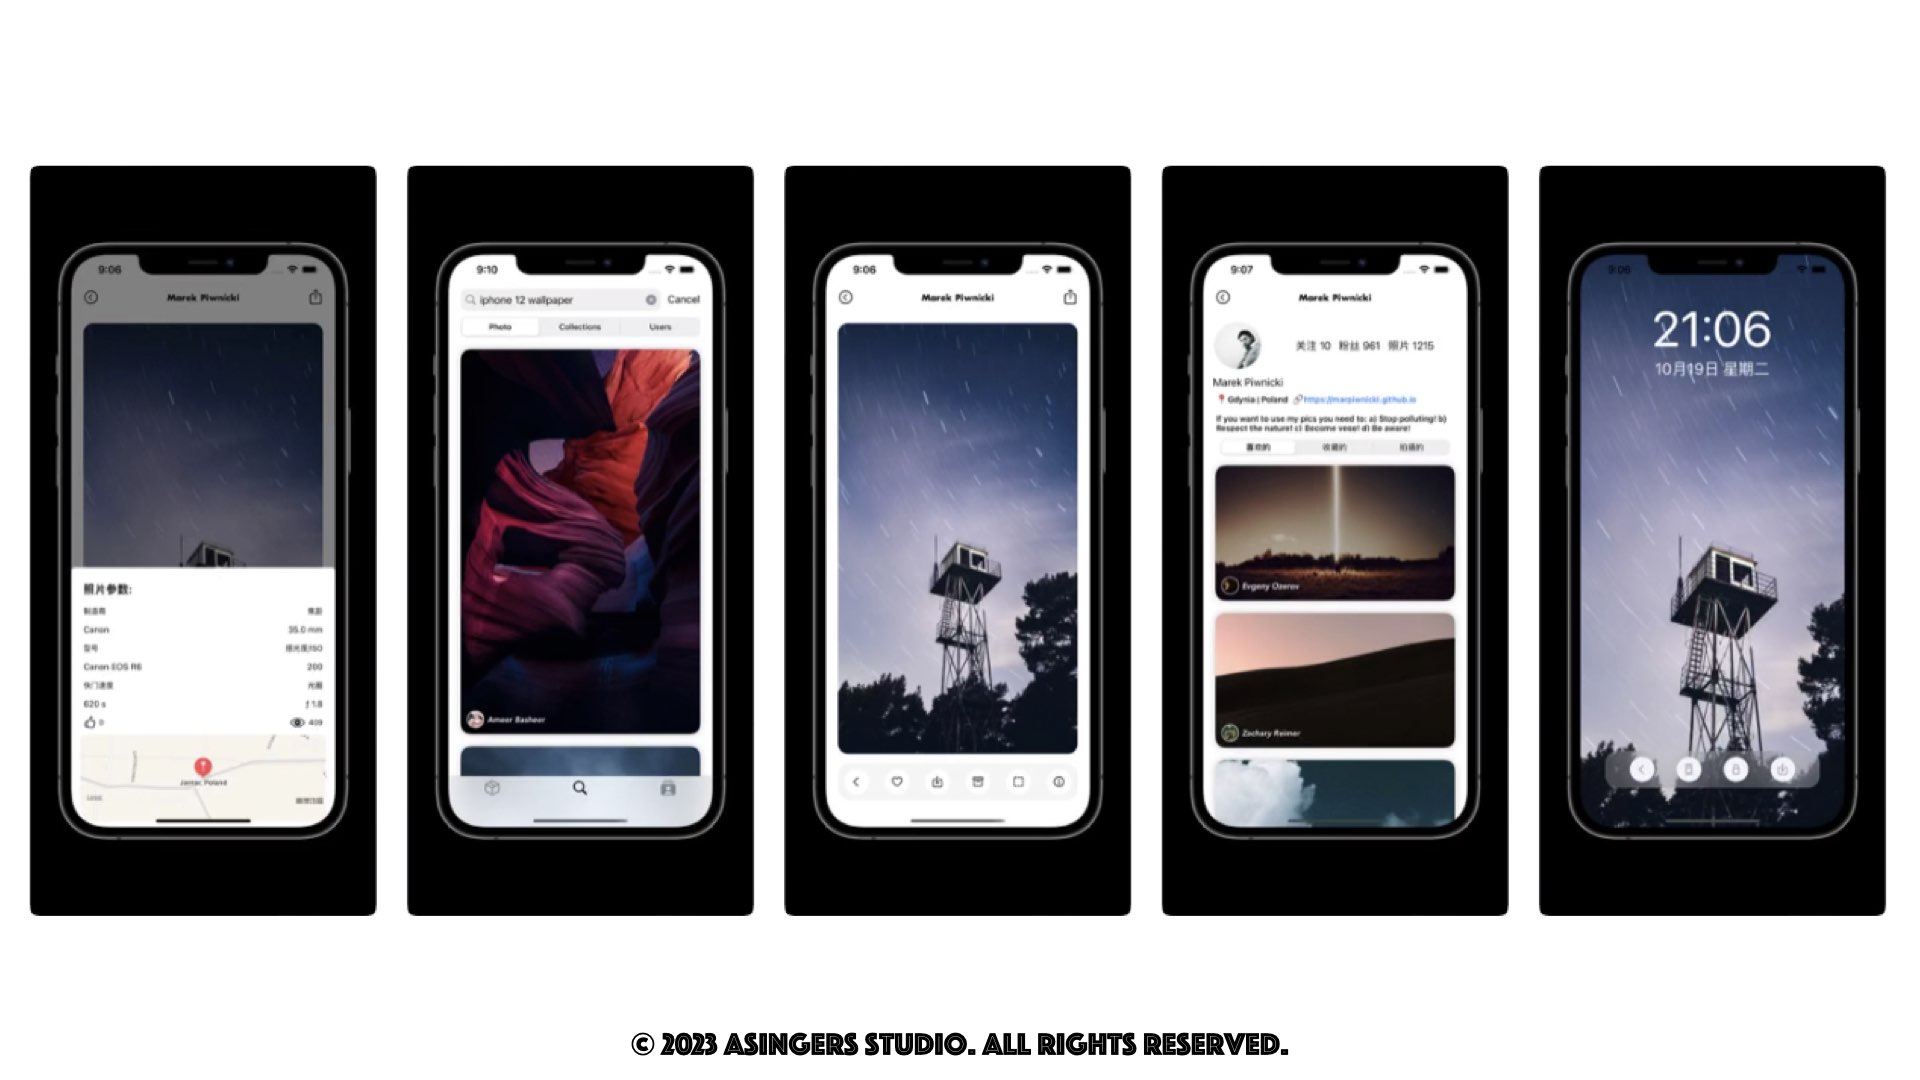 9:06
Marek Piwnicki
照片参数:
制造商 焦距
Canon 35.0 mm
型号 感光度ISO
Canon EOS R6 200
快门速度 光圈
620 s ƒ 1.8
0 409
Jamar, Poland
9:10
iphone 12 wallpaper Cancel
Photo Collections Users
Ameer Basheer
9:06
Marek Piwnicki
9:07
Marek Piwnicki
关注 10 粉丝 961 照片 1215
Marek Piwnicki
Gdynia | Poland https://marpiwnicki.github.io
If you want to use my pics you need to: a) Stop polluting! b)
Respect the nature! c) Become vege! d) Be aware!
喜欢的 收藏的 拍摄的
Evgeny Ozerov
Zachary Reimer
9:06
21:06
10月19日 星期二
© 2023 ASINGERS STUDIO. ALL RIGHTS RESERVED.